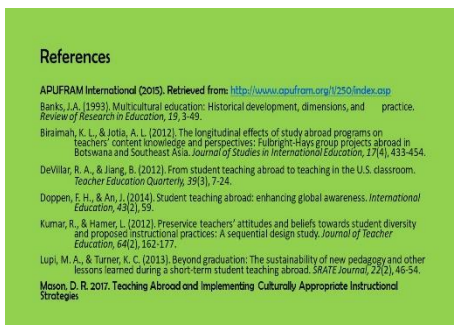 References
APUFRAM International (2015). Retrieved from: http://www.apufram.org/1/250/index.asp
Banks, J.A. (1993). Multicultural education: Historical development, dimensions, and practice.
Review of Research in Education, 19, 3-49.
Biraimah, K. L., & Jotia, A. L. (2012). The longitudinal effects of study abroad programs on
teachers' content knowledge and perspectives: Fulbright-Hays group projects abroad in
Botswana and Southeast Asia. Journal of Studies in International Education, 17(4), 433-454.
DeVillar, R. A., & Jiang, B. (2012). From student teaching abroad to teaching in the U.S. classroom.
Teacher Education Quarterly, 39(3), 7-24.
Doppen, F. H., & An, J. (2014). Student teaching abroad: enhancing global awareness. International
Education, 43(2), 59.
Kumar, R., & Hamer, L. (2012). Preservice teachers' attitudes and beliefs towards student diversity
and proposed instructional practices: A sequential design study. Journal of Teacher
Education, 64(2), 162-177.
Lupi, M. A., & Turner, K. C. (2013). Beyond graduation: The sustainability of new pedagogy and other
lessons learned during a short-term student teaching abroad. SRATE Journal, 22(2), 46-54.
Mason, D. R. 2017. Teaching Abroad and Implementing Culturally Appropriate Instructional
Strategies